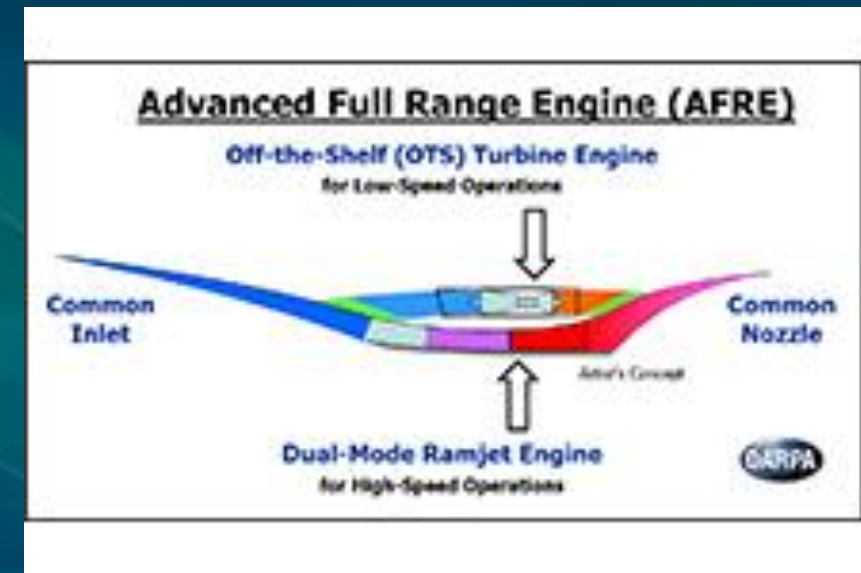 Advanced Full Range Engine (AFRE)
Off-the-Shelf (OTS) Turbine Engine
for Low-Speed Operations
Common
Inlet
Common
Nozzle
Artist's Concept
Dual-Mode Ramjet Engine
for High-Speed Operations
DARPA